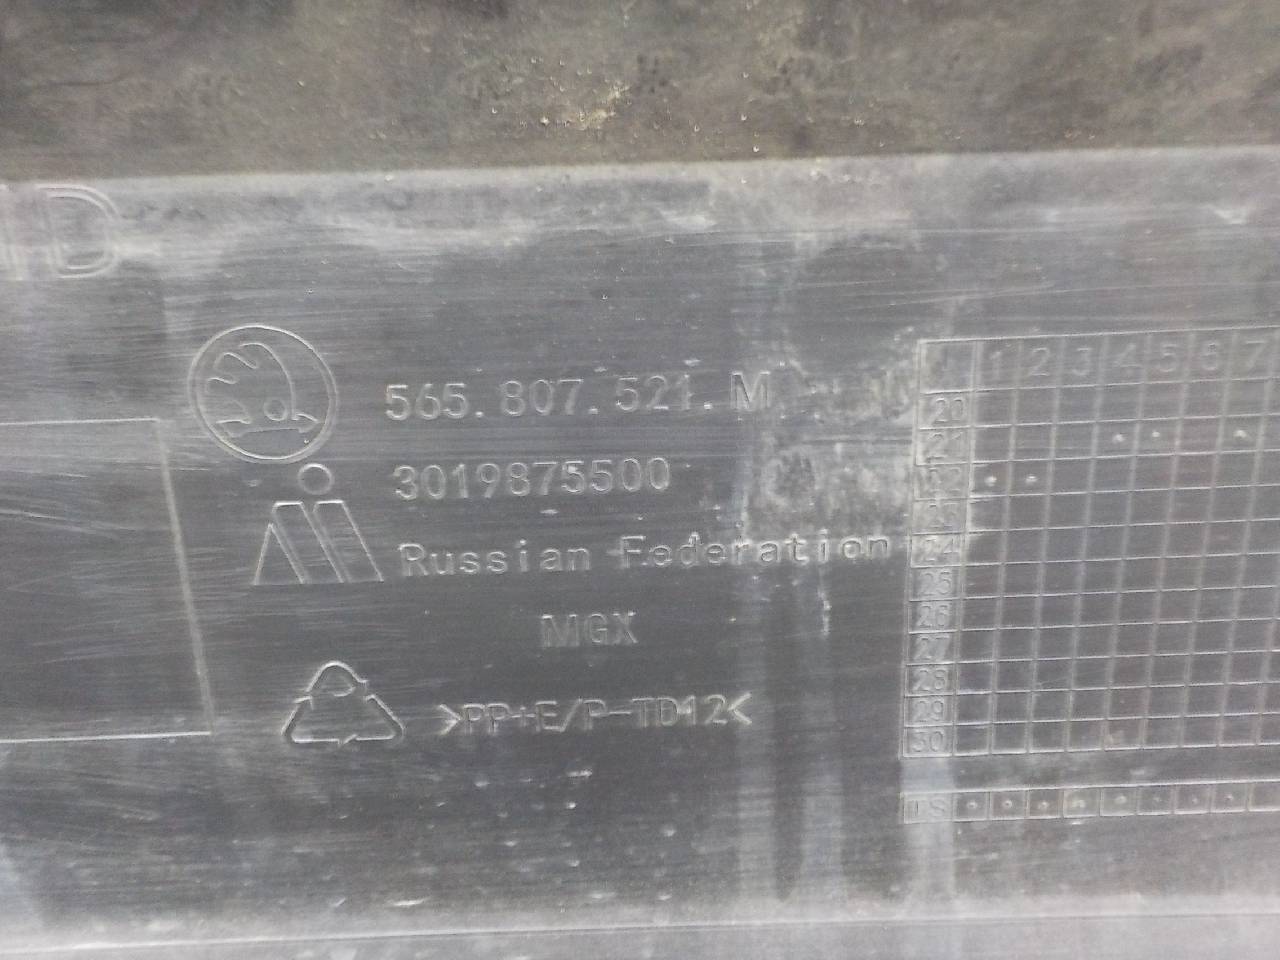 D
565.807.521.M
3019875500
Russian Federation
MGX
>PP+E/P-TD12<
1 2 3 4 5 6 7
20
21
22
23
24
25
26
27
28
29
30